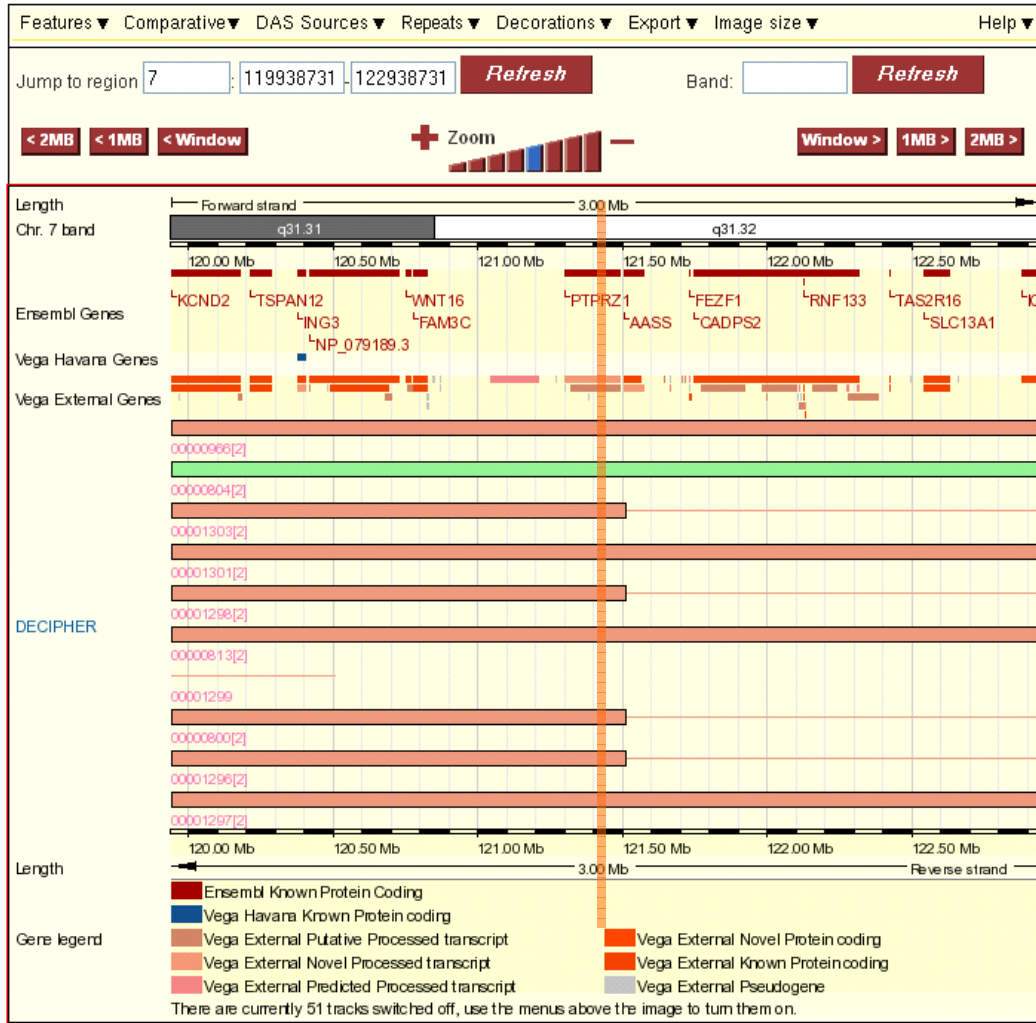 Features ▼ Comparative▼ DAS Sources ▼ Repeats ▼ Decorations ▼ Export ▼ Image size ▼ Help ▼
Jump to region 7 : 119938731 - 122938731 Refresh Band: Refresh
< 2MB < 1MB < Window Zoom Window > 1MB > 2MB >
Length Forward strand 3.00 Mb
Chr. 7 band q31.31 q31.32
120.00 Mb 120.50 Mb 121.00 Mb 121.50 Mb 122.00 Mb 122.50 Mb
KCND2 TSPAN12 WNT16 PTPRZ1 FEZF1 RNF133 TAS2R16
Ensembl Genes ING3 FAM3C AASS CADPS2 SLC13A1
NP_079189.3
Vega Havana Genes
Vega External Genes
00000966[2]
00000804[2]
00001303[2]
00001301[2]
00001298[2]
DECIPHER
00000813[2]
00001299
00000800[2]
00001296[2]
00001297[2]
120.00 Mb 120.50 Mb 121.00 Mb 121.50 Mb 122.00 Mb 122.50 Mb
Length 3.00 Mb Reverse strand
Ensembl Known Protein Coding
Vega Havana Known Protein coding
Gene legend Vega External Putative Processed transcript Vega External Novel Protein coding
Vega External Novel Processed transcript Vega External Known Protein coding
Vega External Predicted Processed transcript Vega External Pseudogene
There are currently 51 tracks switched off, use the menus above the image to turn them on.